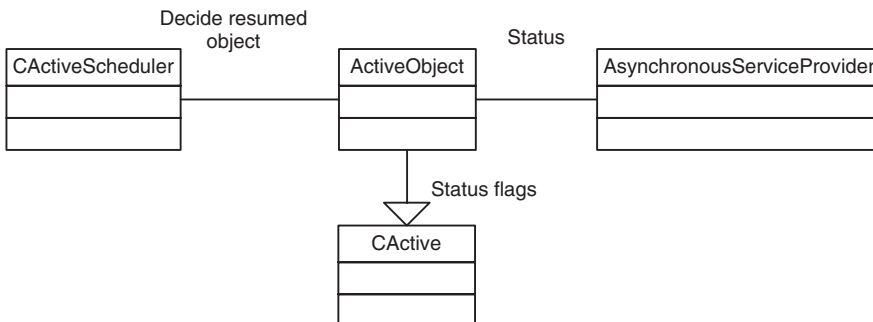 Decide resumed
object
Status
CActiveScheduler
ActiveObject
AsynchronousServiceProvider
Status flags
CActive